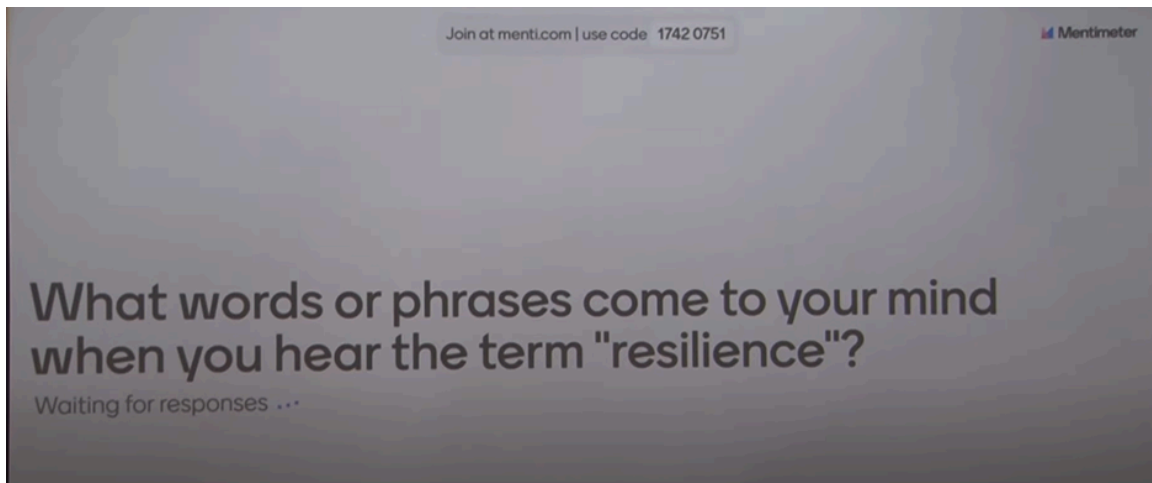 Join at menti.com | use code 1742 0751
Mentimeter
What words or phrases come to your mind
when you hear the term "resilience"?
Waiting for responses ...